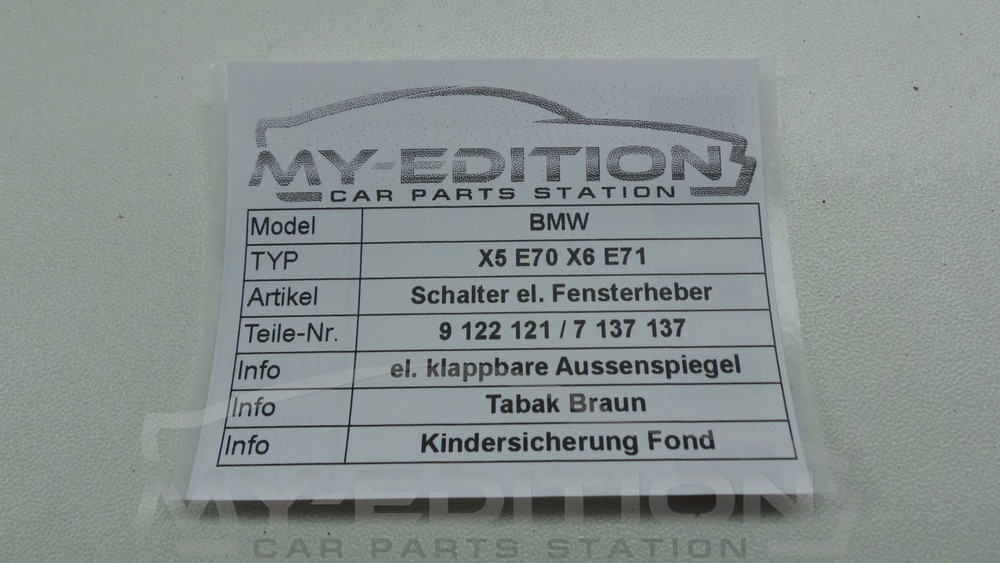 MY-EDITION
CAR PARTS STATION
Model BMW
TYP X5 E70 X6 E71
Artikel Schalter el. Fensterheber
Teile-Nr. 9 122 121 / 7 137 137
Info el. klappbare Aussenspiegel
Info Tabak Braun
Info Kindersicherung Fond
MY-EDITION
CAR PARTS STATION